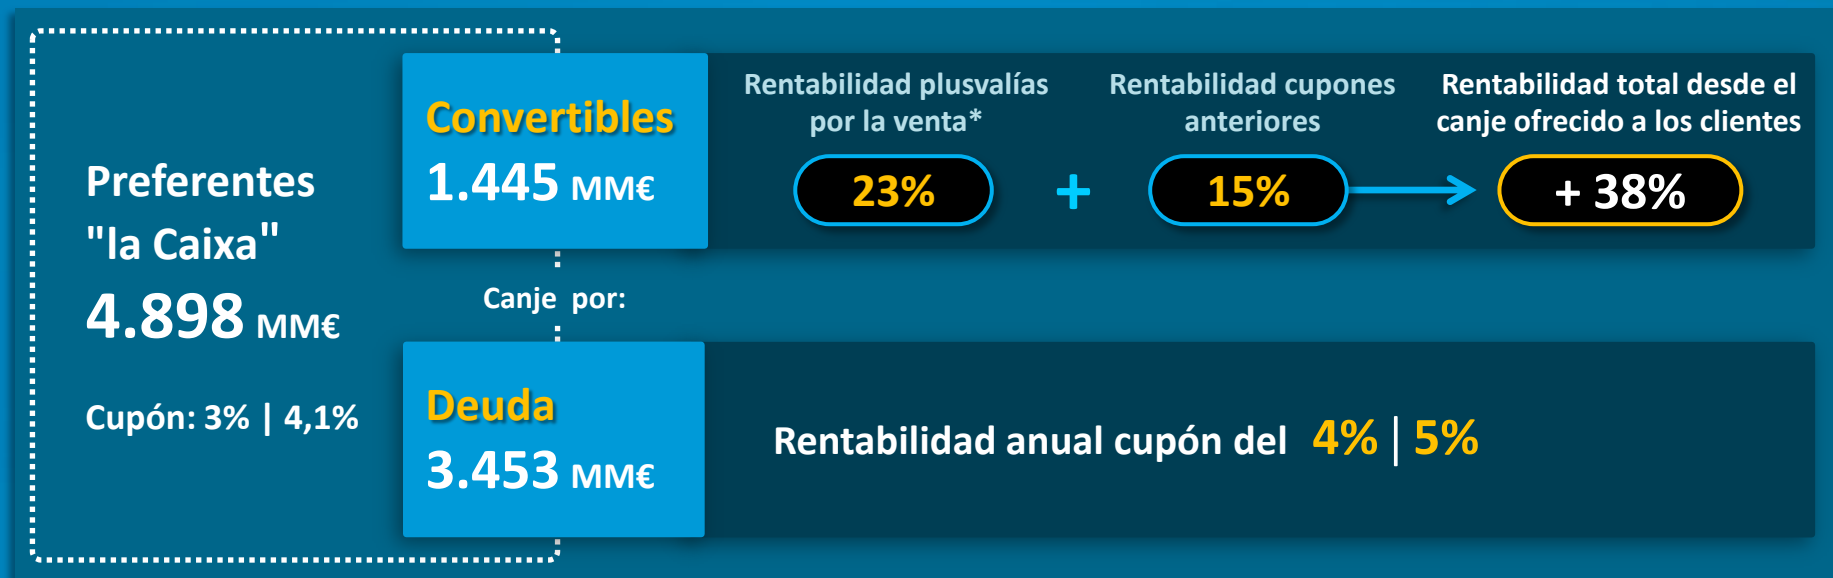 Preferentes
"la Caixa"
4.898 MM€
Cupón: 3% | 4,1%
Canje por:
Convertibles
1.445 MM€
Rentabilidad plusvalías
por la venta*
23%
+
Rentabilidad cupones
anteriores
15%
Rentabilidad total desde el
canje ofrecido a los clientes
+ 38%
Deuda
3.453 MM€
Rentabilidad anual cupón del 4% | 5%